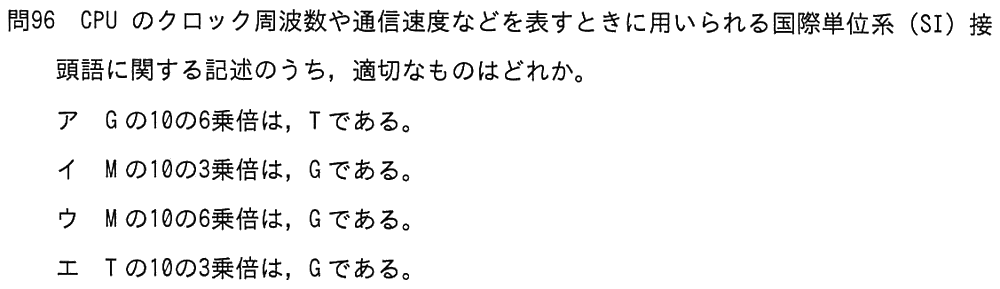 問96 CPU のクロック周波数や通信速度などを表すときに用いられる国際単位系（SI）接
頭語に関する記述のうち，適切なものはどれか。
ア G の10の6乗倍は，T である。
イ M の10の3乗倍は，G である。
ウ M の10の6乗倍は，G である。
エ T の10の3乗倍は，G である。